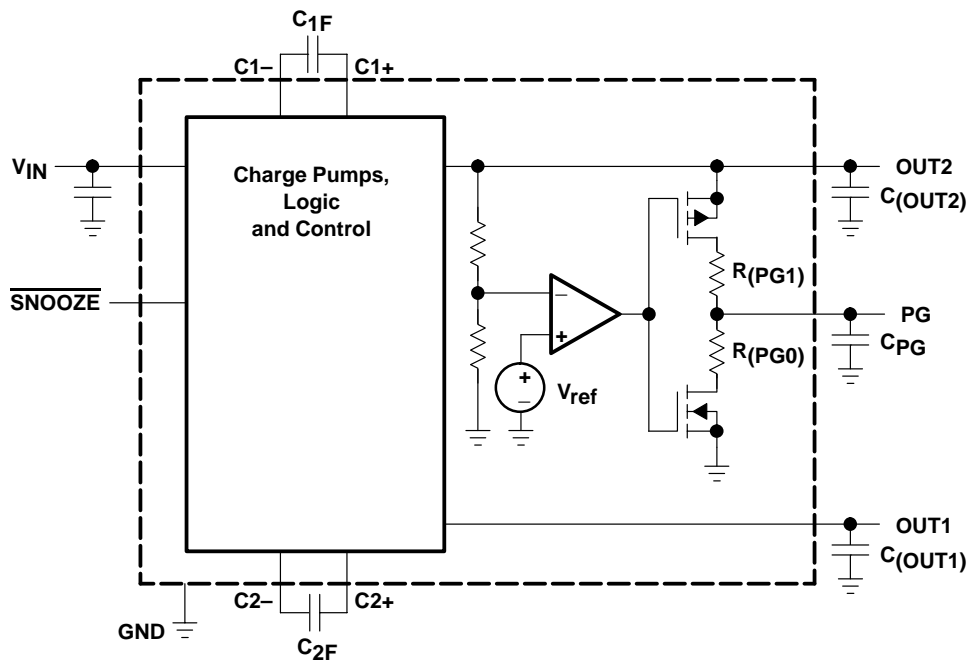 C1F
C1– C1+
VIN
Charge Pumps,
Logic
and Control
OUT2
C(OUT2)
SNOOZE
R(PG1)
–
+
PG
CPG
R(PG0)
+
–
Vref
OUT1
C(OUT1)
C2– C2+
GND
C2F